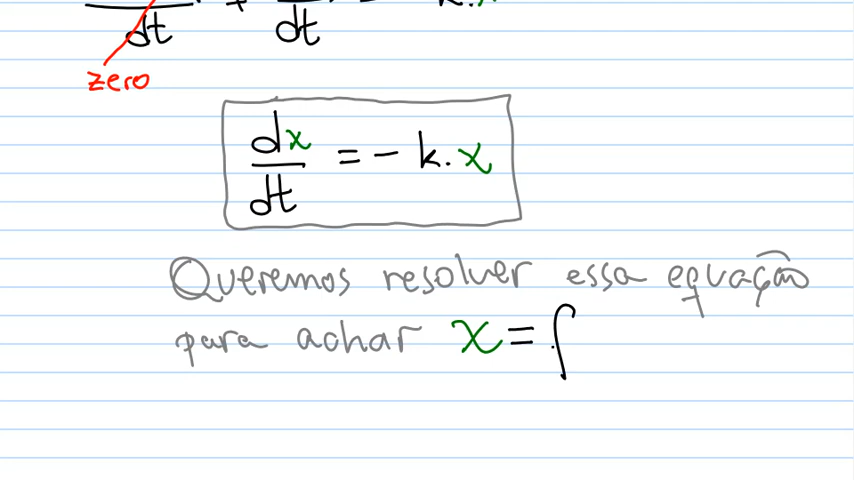 dt + dt = - k.x
zero
dx/dt = - k. x
Queremos resolver essa equação
para achar x = f